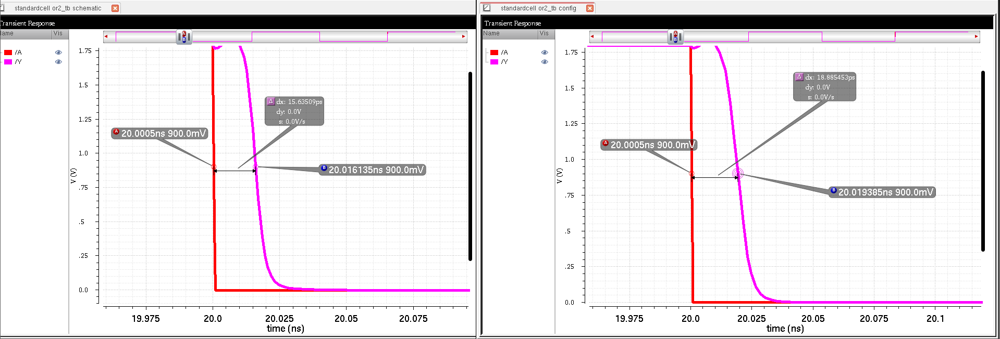 standardcell or2_tb schematic
Transient Response
Name Vis
/A
/Y
1.75
1.5
1.25
1.0
.75
.5
.25
0.0
V (V)
dx: 15.63509ps
dy: 0.0V
s: 0.0V/s
A 20.0005ns 900.0mV
B 20.016135ns 900.0mV
19.975 20.0 20.025 20.05 20.075
time (ns)
standardcell or2_tb config
Transient Response
Name Vis
/A
/Y
1.75
1.5
1.25
1.0
.75
.5
.25
0.0
V (V)
dx: 18.885453ps
dy: 0.0V
s: 0.0V/s
A 20.0005ns 900.0mV
B 20.019385ns 900.0mV
19.975 20.0 20.025 20.05 20.075 20.1
time (ns)